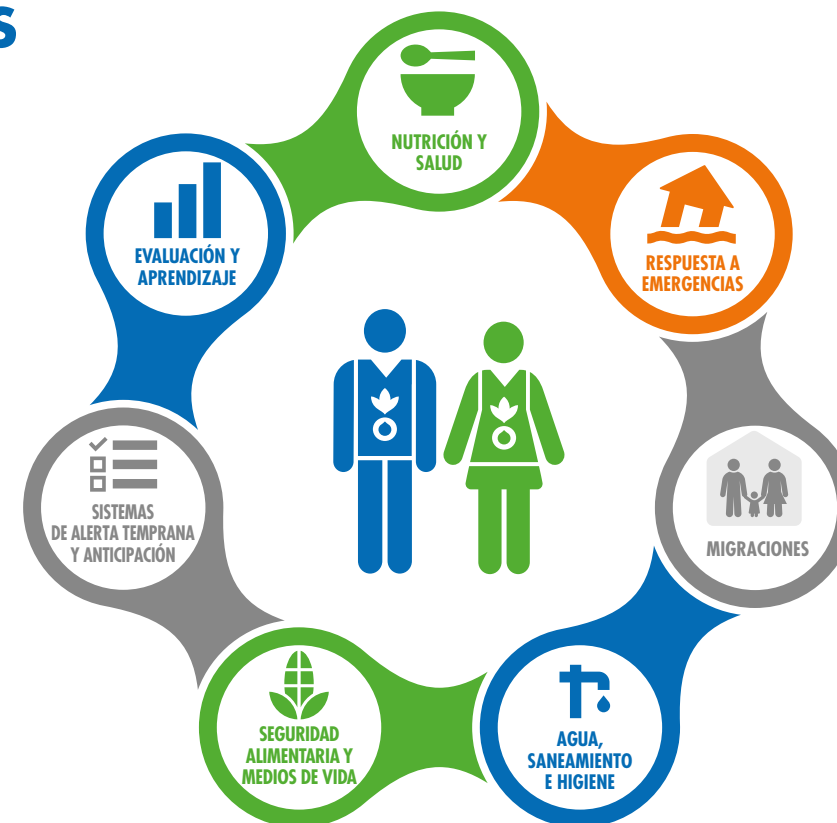 s
NUTRICIÓN Y
SALUD
RESPUESTA A
EMERGENCIAS
MIGRACIONES
AGUA,
SANEAMIENTO
E HIGIENE
SEGURIDAD
ALIMENTARIA Y
MEDIOS DE VIDA
SISTEMAS
DE ALERTA TEMPRANA
Y ANTICIPACIÓN
EVALUACIÓN Y
APRENDIZAJE